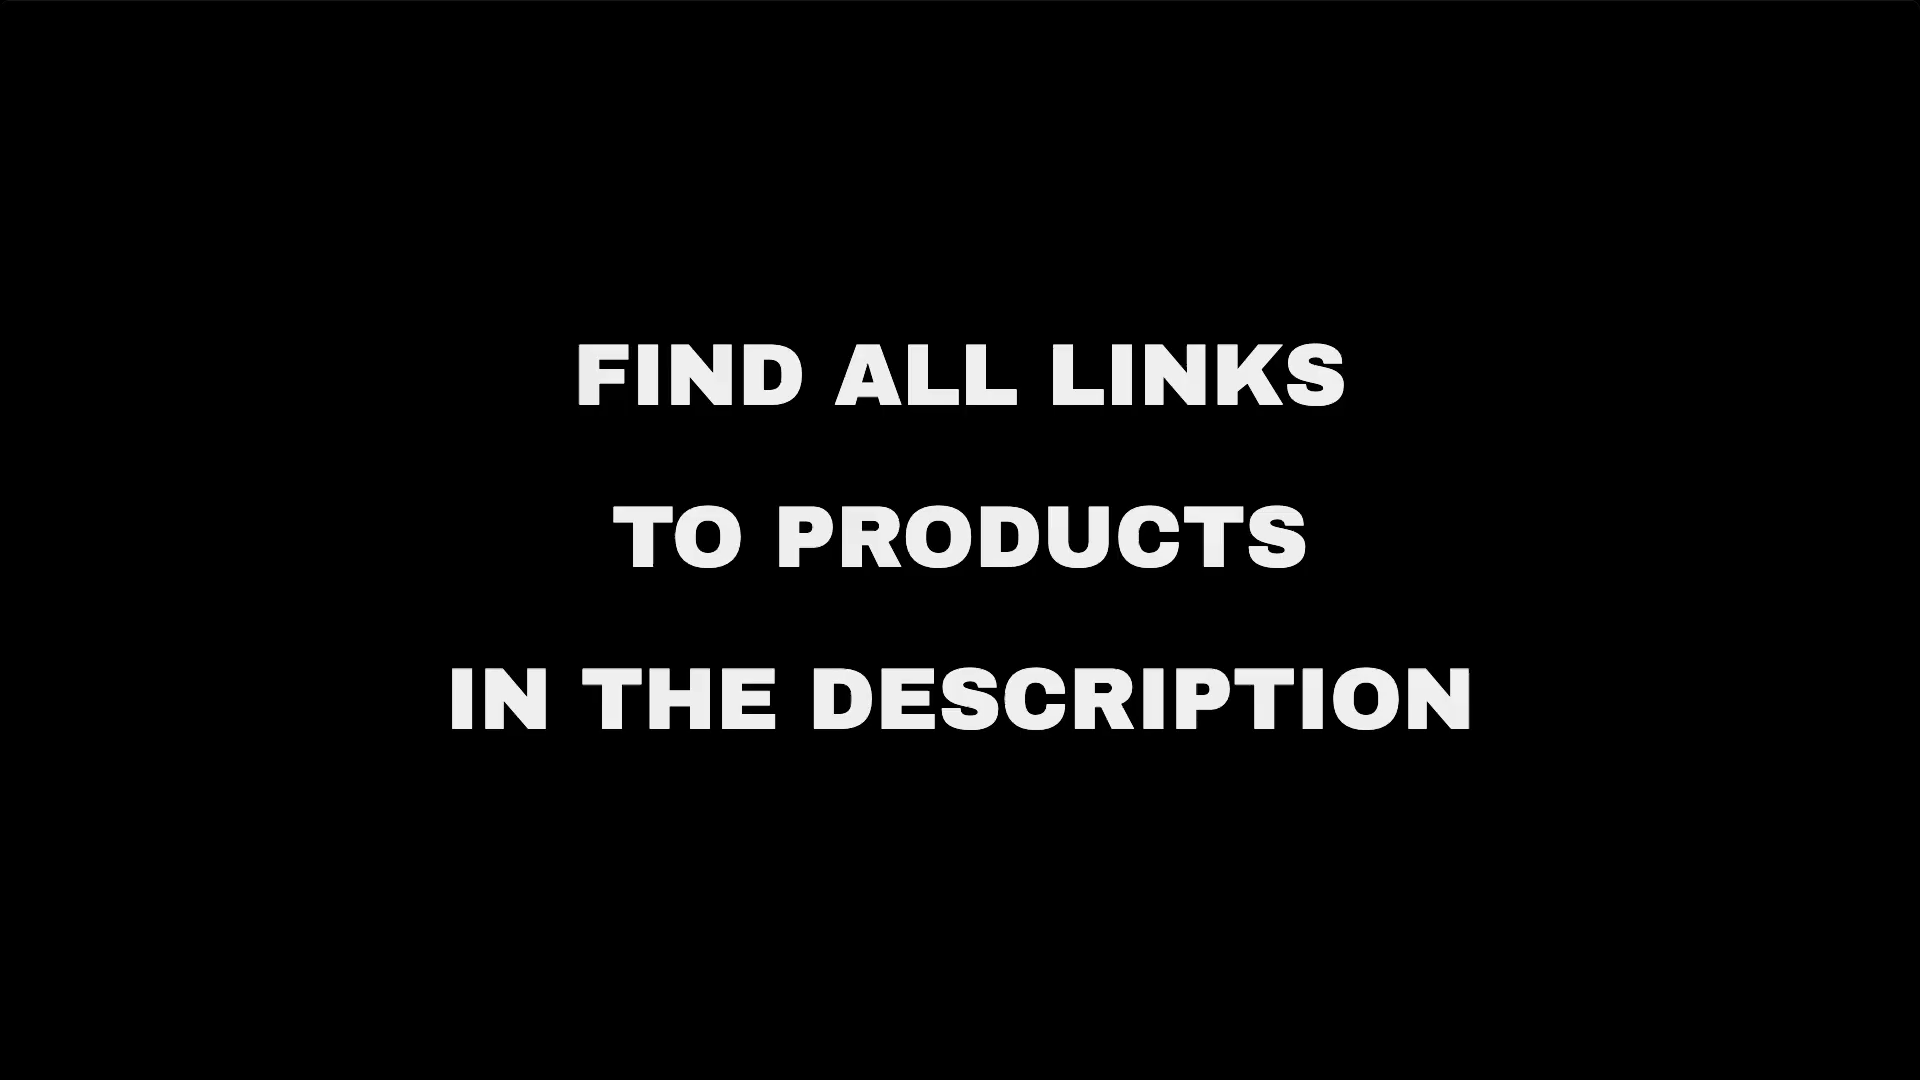 FIND ALL LINKS
TO PRODUCTS
IN THE DESCRIPTION